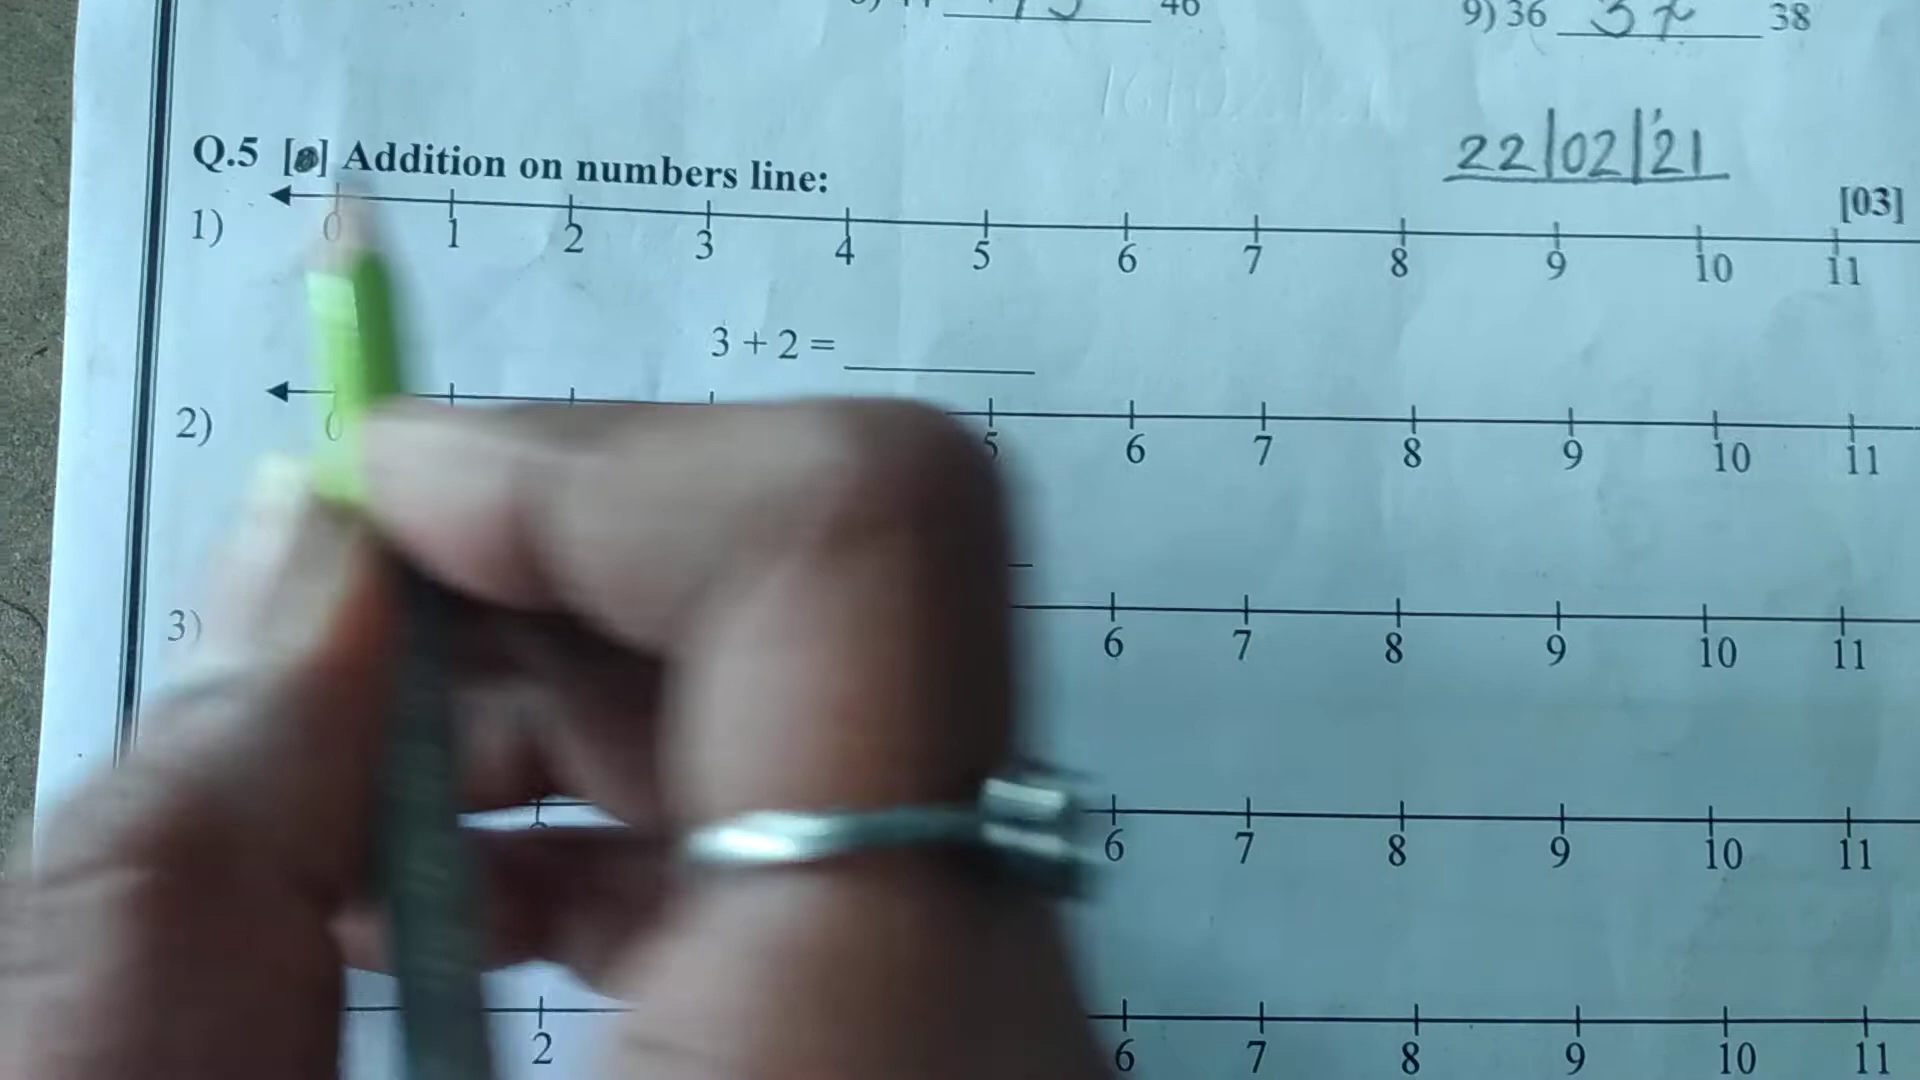 46 9) 36 37 38
22/02/'21
Q.5 Addition on numbers line:
[03]
1) 0 1 2 3 4 5 6 7 8 9 10 11
3 + 2 =
2) 0 5 6 7 8 9 10 11
3) 6 7 8 9 10 11
6 7 8 9 10 11
2 6 7 8 9 10 11